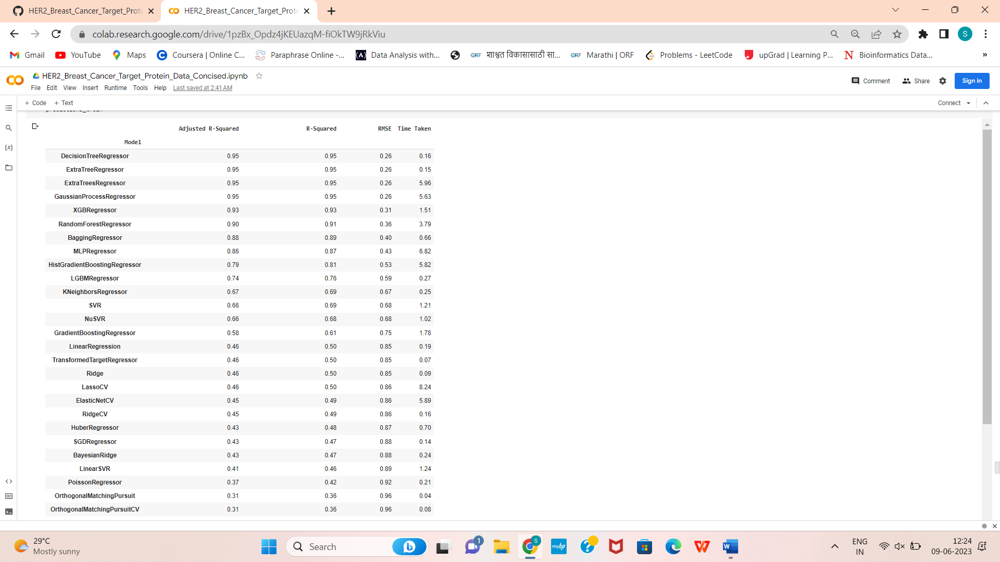 HER2_Breast_Cancer_Target_Prote
HER2_Breast_Cancer_Target_Prote
colab.research.google.com/drive/1pzBx_Opdz4jKEUazqM-fiOkTW9jRkViu
S
Gmail YouTube Maps Coursera | Online C... Paraphrase Online -... Data Analysis with... ORF शाश्वत विकासासाठी सा... ORF Marathi | ORF Problems - LeetCode upGrad | Learning P... Bioinformatics Data... »
HER2_Breast_Cancer_Target_Protein_Data_Concised.ipynb
File Edit View Insert Runtime Tools Help Last saved at 2:41 AM
Comment Share Sign in
+ Code + Text Connect
Adjusted R-Squared R-Squared RMSE Time Taken
Model
DecisionTreeRegressor 0.95 0.95 0.26 0.16
ExtraTreeRegressor 0.95 0.95 0.26 0.15
ExtraTreesRegressor 0.95 0.95 0.26 5.96
GaussianProcessRegressor 0.95 0.95 0.26 5.63
XGBRegressor 0.93 0.93 0.31 1.51
RandomForestRegressor 0.90 0.91 0.36 3.79
BaggingRegressor 0.88 0.89 0.40 0.66
MLPRegressor 0.86 0.87 0.43 6.82
HistGradientBoostingRegressor 0.79 0.81 0.53 5.82
LGBMRegressor 0.74 0.76 0.59 0.27
KNeighborsRegressor 0.67 0.69 0.67 0.25
SVR 0.66 0.69 0.68 1.21
NuSVR 0.66 0.68 0.68 1.02
GradientBoostingRegressor 0.58 0.61 0.75 1.78
LinearRegression 0.46 0.50 0.85 0.19
TransformedTargetRegressor 0.46 0.50 0.85 0.07
Ridge 0.46 0.50 0.85 0.09
LassoCV 0.46 0.50 0.86 8.24
ElasticNetCV 0.45 0.49 0.86 5.89
RidgeCV 0.45 0.49 0.86 0.16
HuberRegressor 0.43 0.48 0.87 0.70
SGDRegressor 0.43 0.47 0.88 0.14
BayesianRidge 0.43 0.47 0.88 0.24
LinearSVR 0.41 0.46 0.89 1.24
PoissonRegressor 0.37 0.42 0.92 0.21
OrthogonalMatchingPursuit 0.31 0.36 0.96 0.04
OrthogonalMatchingPursuitCV 0.31 0.36 0.96 0.08
29°C
Mostly sunny
Search
1
S
myhp
ENG
IN
12:24
09-06-2023